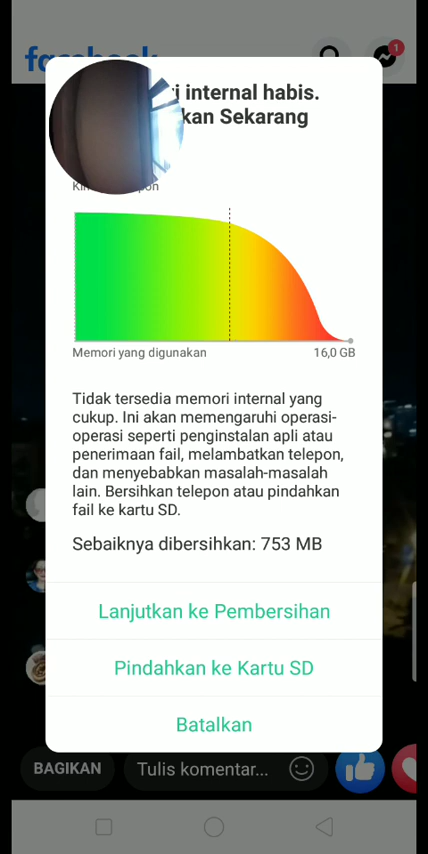 facebook
1
i internal habis.
kan Sekarang
Memori yang digunakan
16,0 GB
Tidak tersedia memori internal yang
cukup. Ini akan memengaruhi operasi-
operasi seperti penginstalan apli atau
penerimaan fail, melambatkan telepon,
dan menyebabkan masalah-masalah
lain. Bersihkan telepon atau pindahkan
fail ke kartu SD.
Sebaiknya dibersihkan: 753 MB
Lanjutkan ke Pembersihan
Pindahkan ke Kartu SD
Batalkan
BAGIKAN
Tulis komentar...